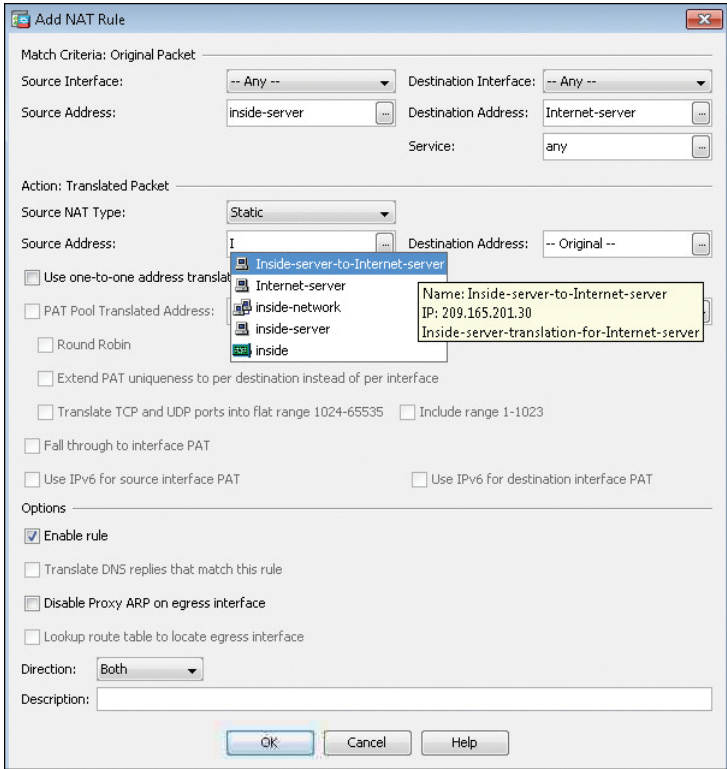 Add NAT Rule
Match Criteria: Original Packet
Source Interface: -- Any -- Destination Interface: -- Any --
Source Address: inside-server ... Destination Address: Internet-server ...
Service: any ...
Action: Translated Packet
Source NAT Type: Static
Source Address: I ... Destination Address: -- Original -- ...
Inside-server-to-Internet-server
Use one-to-one address translat
Internet-server
Name: Inside-server-to-Internet-server
PAT Pool Translated Address: inside-network
IP: 209.165.201.30
inside-server
Inside-server-translation-for-Internet-server
Round Robin inside
Extend PAT uniqueness to per destination instead of per interface
Translate TCP and UDP ports into flat range 1024-65535 Include range 1-1023
Fall through to interface PAT
Use IPv6 for source interface PAT Use IPv6 for destination interface PAT
Options
Enable rule
Translate DNS replies that match this rule
Disable Proxy ARP on egress interface
Lookup route table to locate egress interface
Direction: Both
Description:
OK Cancel Help